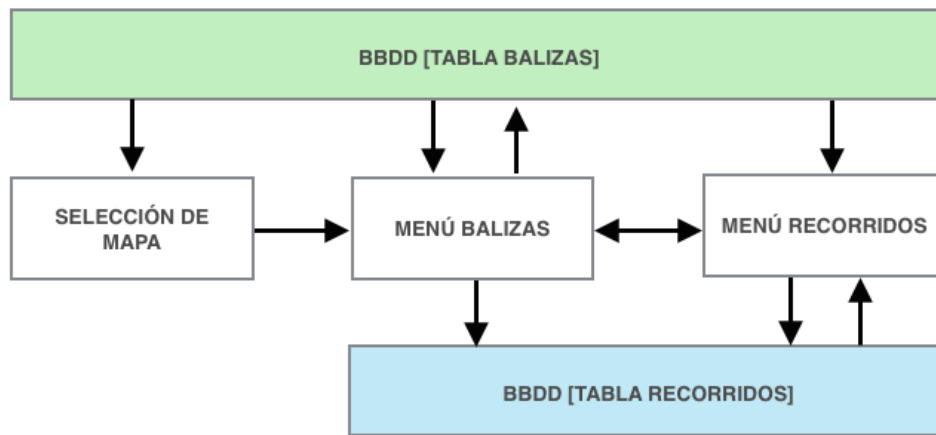 BBDD [TABLA BALIZAS]
SELECCIÓN DE
MAPA
MENÚ BALIZAS
MENÚ RECORRIDOS
BBDD [TABLA RECORRIDOS]